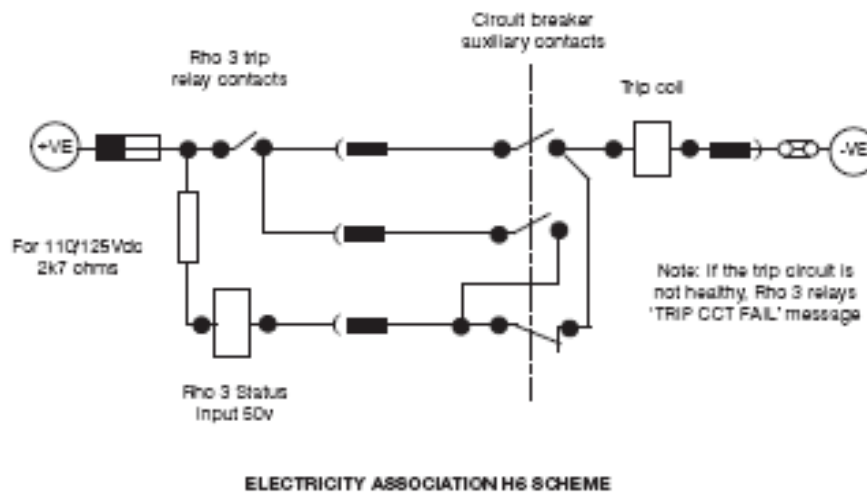 Circuit breaker
auxiliary contacts
Rho 3 trip
relay contacts
Trip coil
+VE
-VE
For 110/125Vdc
2k7 ohms
Note: If the trip circuit is
not healthy, Rho 3 relays
'TRIP CCT FAIL' message
Rho 3 Status
Input 50v
ELECTRICITY ASSOCIATION H6 SCHEME